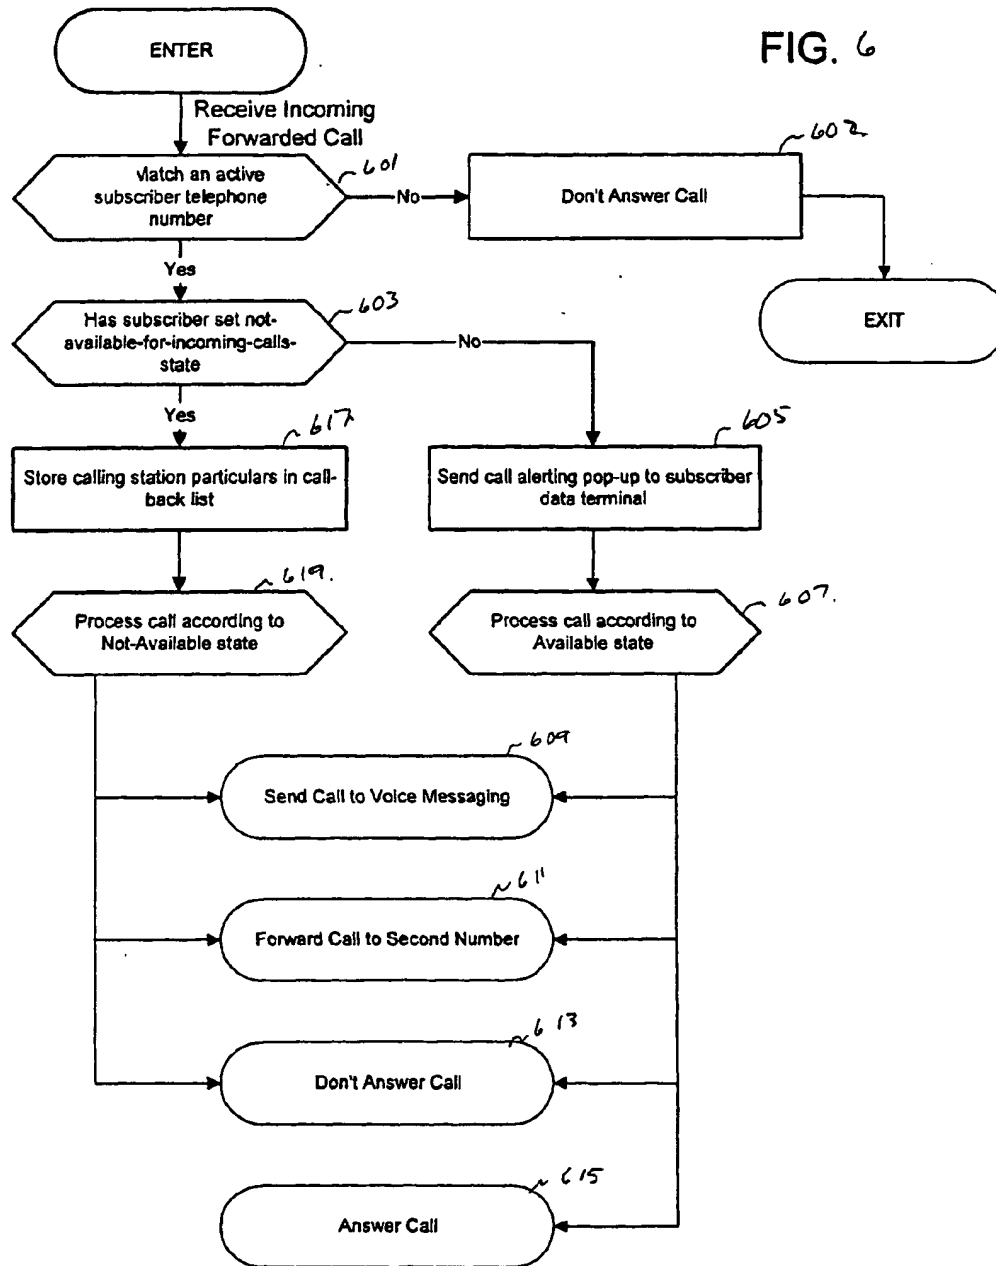 ENTER
FIG. 6
Receive Incoming
Forwarded Call
601
602
Match an active
subscriber telephone
number
No
Don't Answer Call
Yes
603
Has subscriber set not-
available-for-incoming-calls-
state
No
EXIT
Yes
617
605
Store calling station particulars in call-
back list
Send call alerting pop-up to subscriber
data terminal
619.
607.
Process call according to
Not-Available state
Process call according to
Available state
609
Send Call to Voice Messaging
611
Forward Call to Second Number
613
Don't Answer Call
615
Answer Call